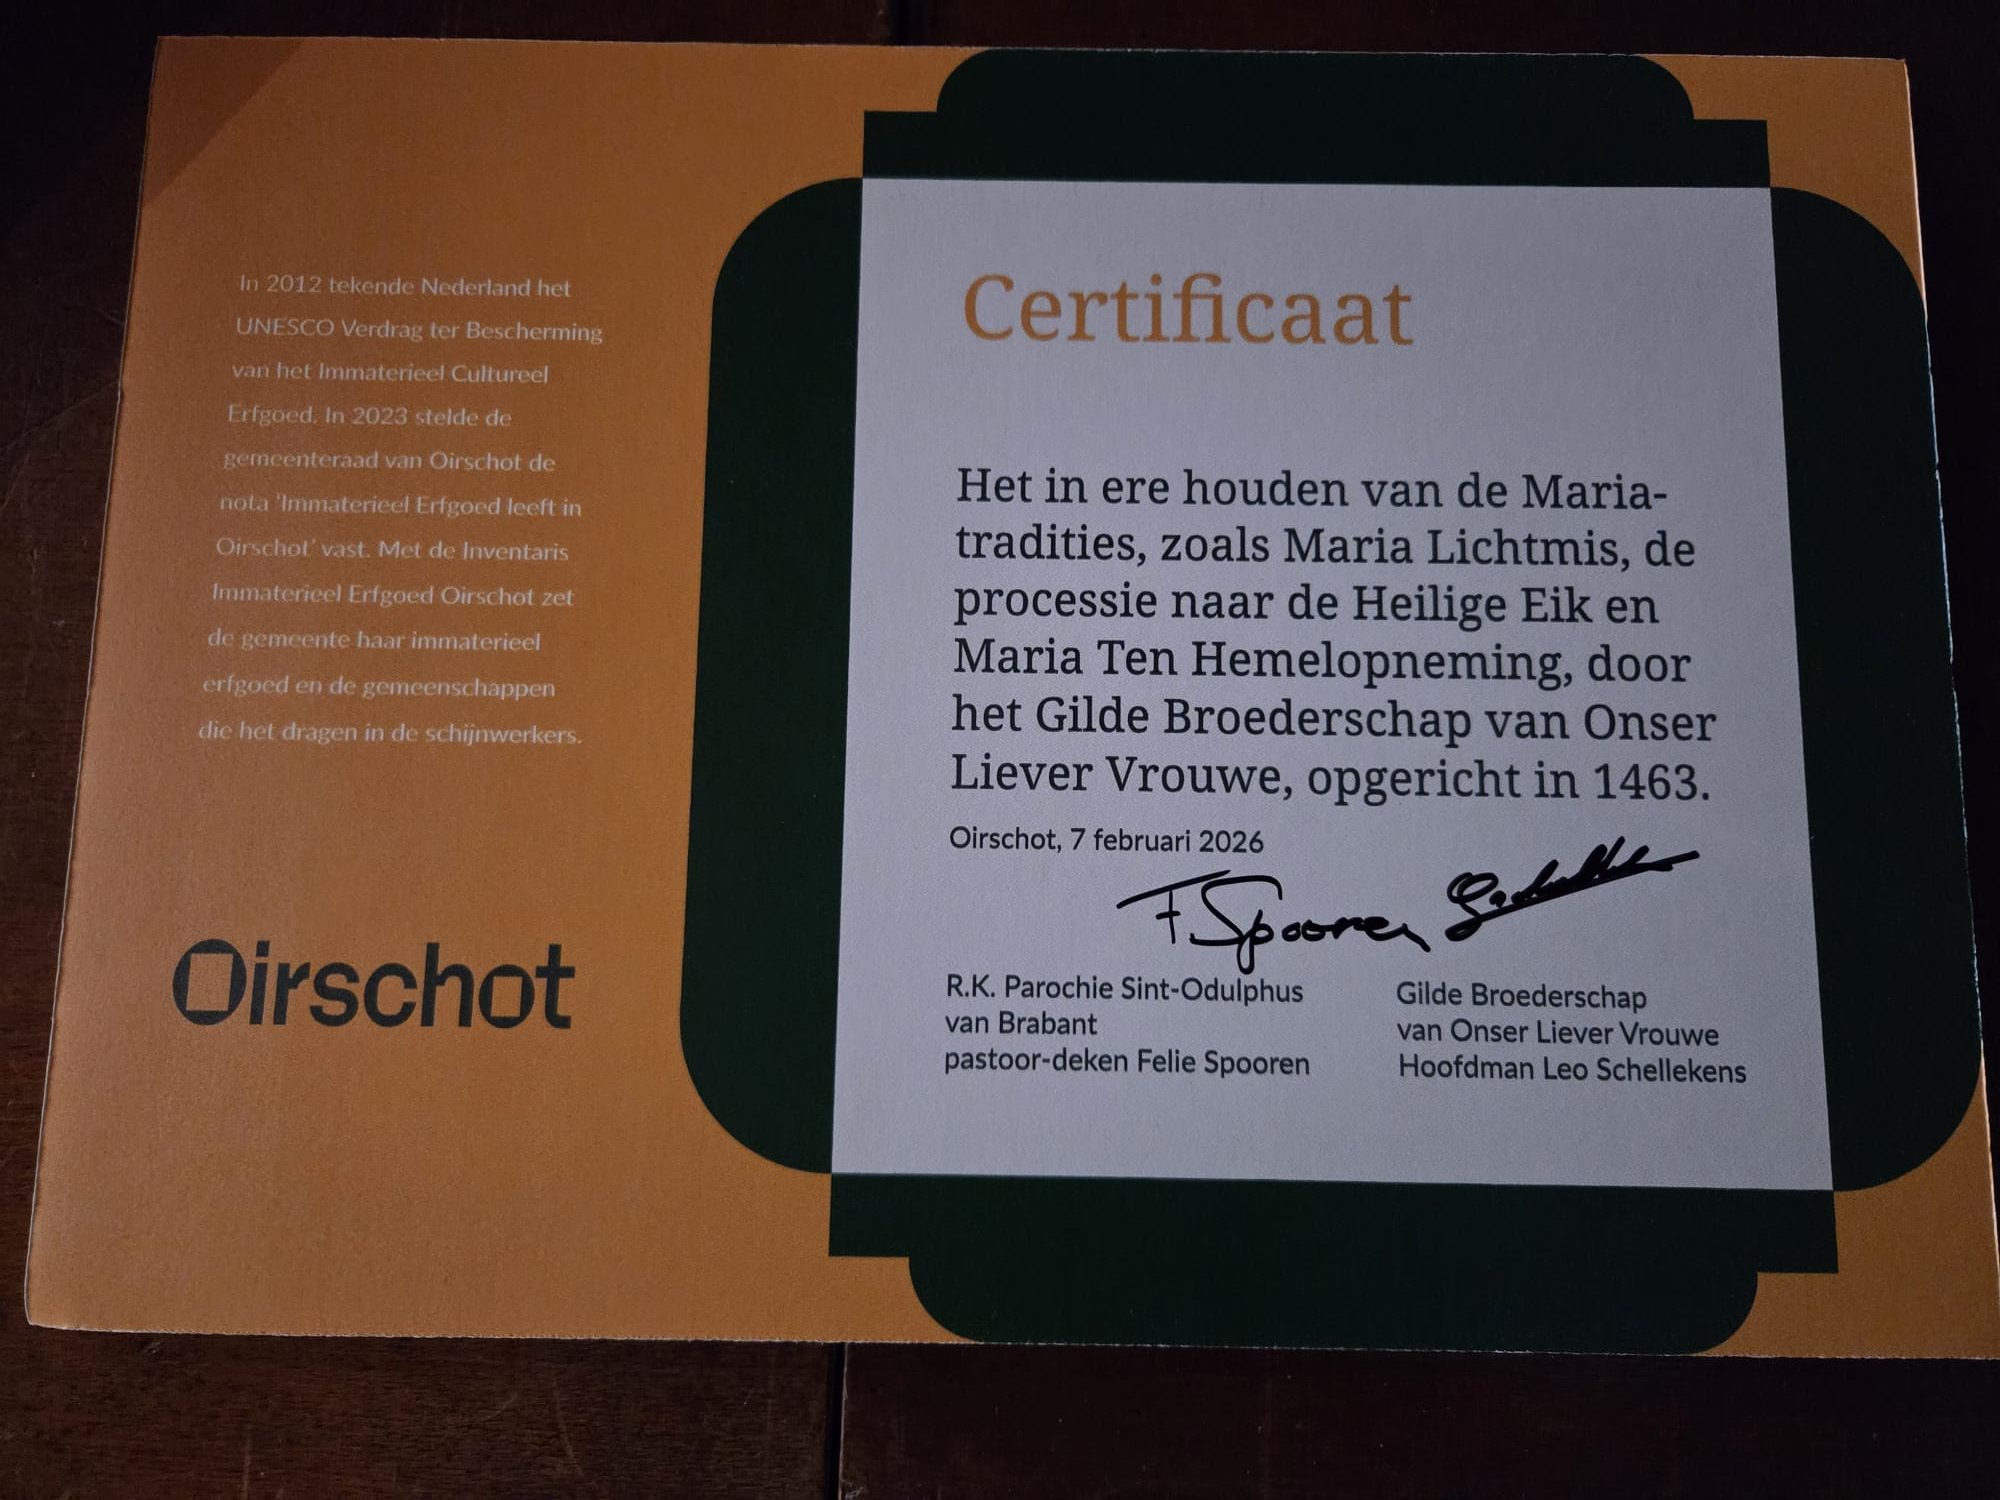 In 2012 tekende Nederland het
UNESCO Verdrag ter Bescherming
van het Immaterieel Cultureel
Erfgoed. In 2023 stelde de
gemeenteraad van Oirschot de
nota 'Immaterieel Erfgoed leeft in
Oirschot' vast. Met de Inventaris
Immaterieel Erfgoed Oirschot zet
de gemeente haar immaterieel
erfgoed en de gemeenschappen
die het dragen in de schijnwerkers.
Oirschot
Certificaat
Het in ere houden van de Maria-
tradities, zoals Maria Lichtmis, de
processie naar de Heilige Eik en
Maria Ten Hemelopneming, door
het Gilde Broederschap van Onser
Liever Vrouwe, opgericht in 1463.
Oirschot, 7 februari 2026
F. Spooren
R.K. Parochie Sint-Odulphus
van Brabant
pastoor-deken Felie Spooren
Gilde Broederschap
van Onser Liever Vrouwe
Hoofdman Leo Schellekens